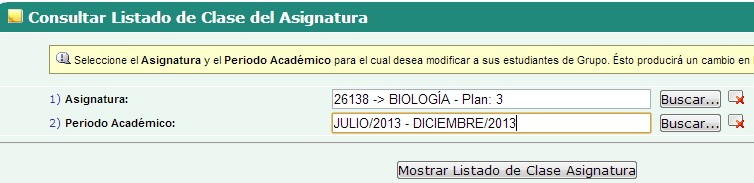 Consultar Listado de Clase del Asignatura
Seleccione el Asignatura y el Periodo Académico para el cual desea modificar a sus estudiantes de Grupo. Ésto producirá un cambio en
1) Asignatura: 26138 -> BIOLOGÍA - Plan: 3 Buscar...
2) Periodo Académico: JULIO/2013 - DICIEMBRE/2013 Buscar...
Mostrar Listado de Clase Asignatura